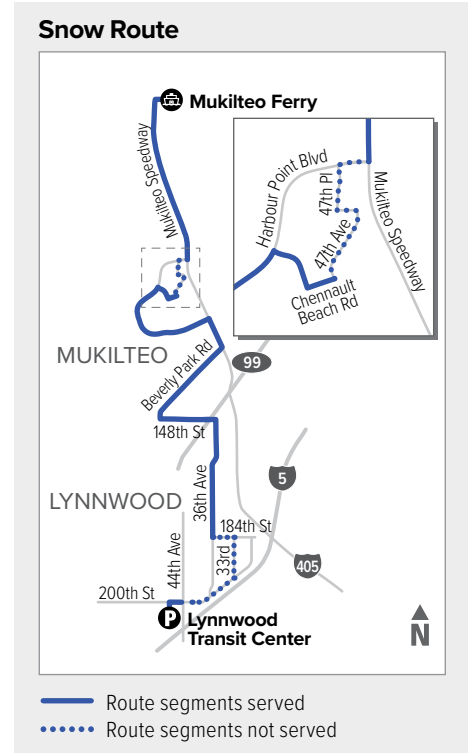 Snow Route
Mukilteo Ferry
Mukilteo Speedway
Harbour Point Blvd
47th Pl
47th Ave
Mukilteo Speedway
Chennault
Beach Rd
MUKILTEO
Beverly Park Rd
99
148th St
5
LYNNWOOD
36th Ave
184th St
44th Ave
33rd
405
200th St
P
Lynnwood
Transit Center
N
Route segments served
Route segments not served